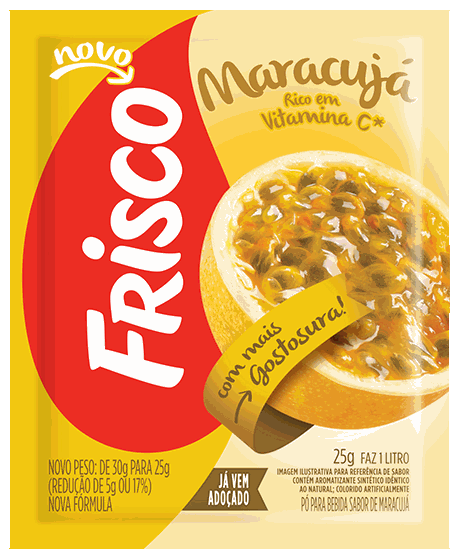 novo
FRISCO
Maracujá
Rico em
Vitamina C*
com mais
Gostosura!
NOVO PESO: DE 30g PARA 25g
(REDUÇÃO DE 5g OU 17%)
NOVA FÓRMULA
JÁ VEM
ADOÇADO
25g FAZ 1 LITRO
IMAGEM ILUSTRATIVA PARA REFERÊNCIA DE SABOR
CONTÉM AROMATIZANTE SINTÉTICO IDÊNTICO
AO NATURAL; COLORIDO ARTIFICIALMENTE
PÓ PARA BEBIDA SABOR DE MARACUJÁ